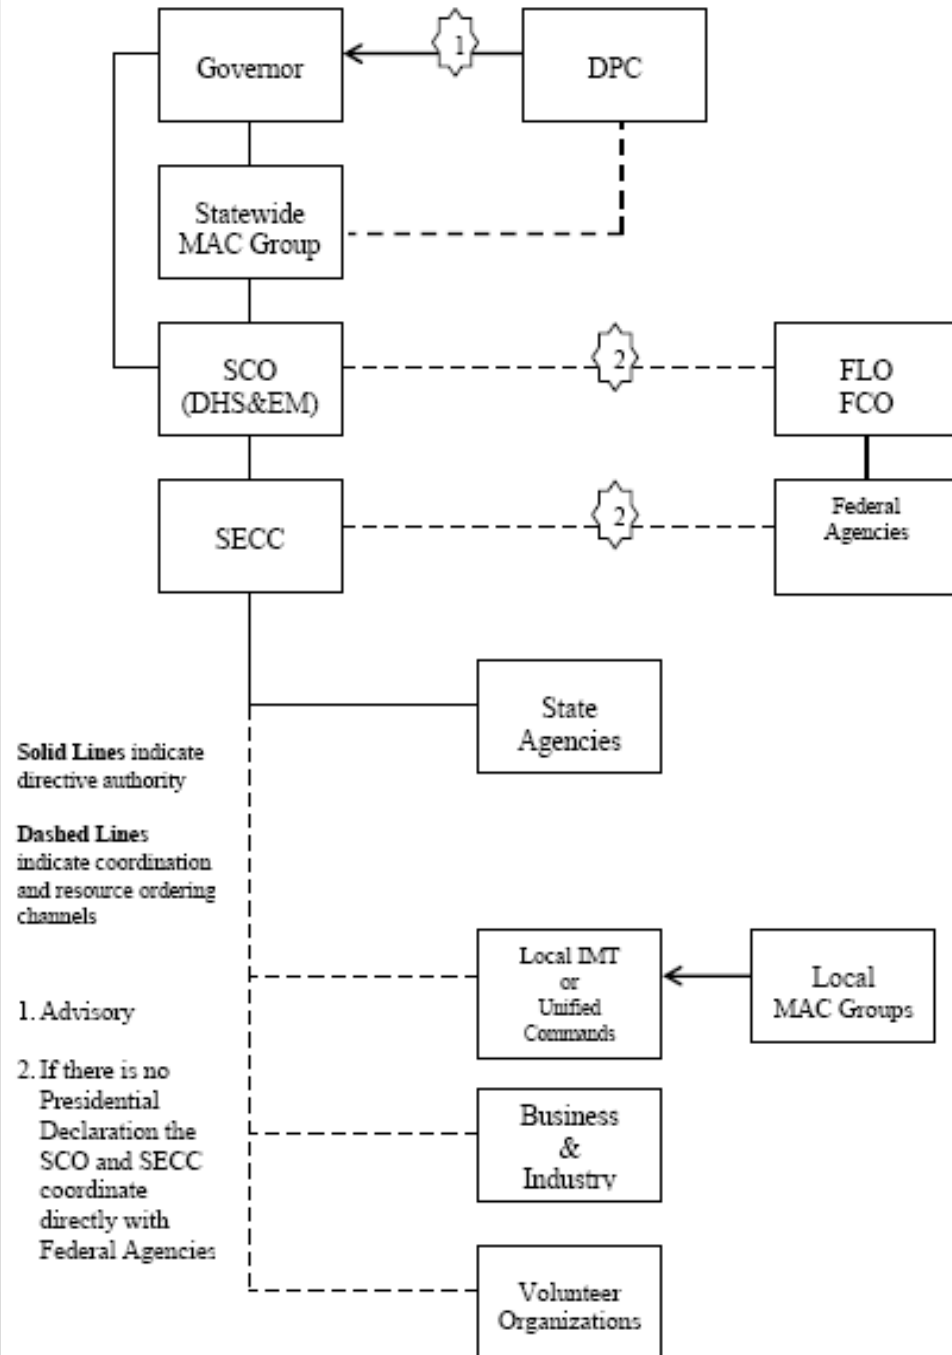 Governor
1
DPC
Statewide
MAC Group
SCO
(DHS&EM)
2
FLO
FCO
SECC
2
Federal
Agencies
State
Agencies
Solid Lines indicate
directive authority
Dashed Lines
indicate coordination
and resource ordering
channels
Local IMT
or
Unified
Commands
Local
MAC Groups
1. Advisory
2. If there is no
Presidential
Declaration the
SCO and SECC
coordinate
directly with
Federal Agencies
Business
&
Industry
Volunteer
Organizations